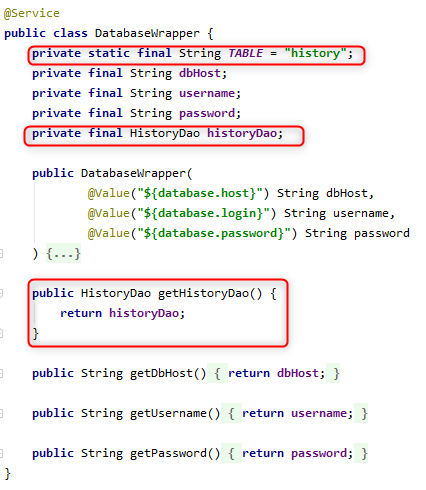 @Service
public class DatabaseWrapper {
private static final String TABLE = "history";
private final String dbHost;
private final String username;
private final String password;
private final HistoryDao historyDao;
public DatabaseWrapper(
@Value("${database.host}") String dbHost,
@Value("${database.login}") String username,
@Value("${database.password}") String password
) {...}
public HistoryDao getHistoryDao() {
return historyDao;
}
public String getDbHost() { return dbHost; }
public String getUsername() { return username; }
public String getPassword() { return password; }
}